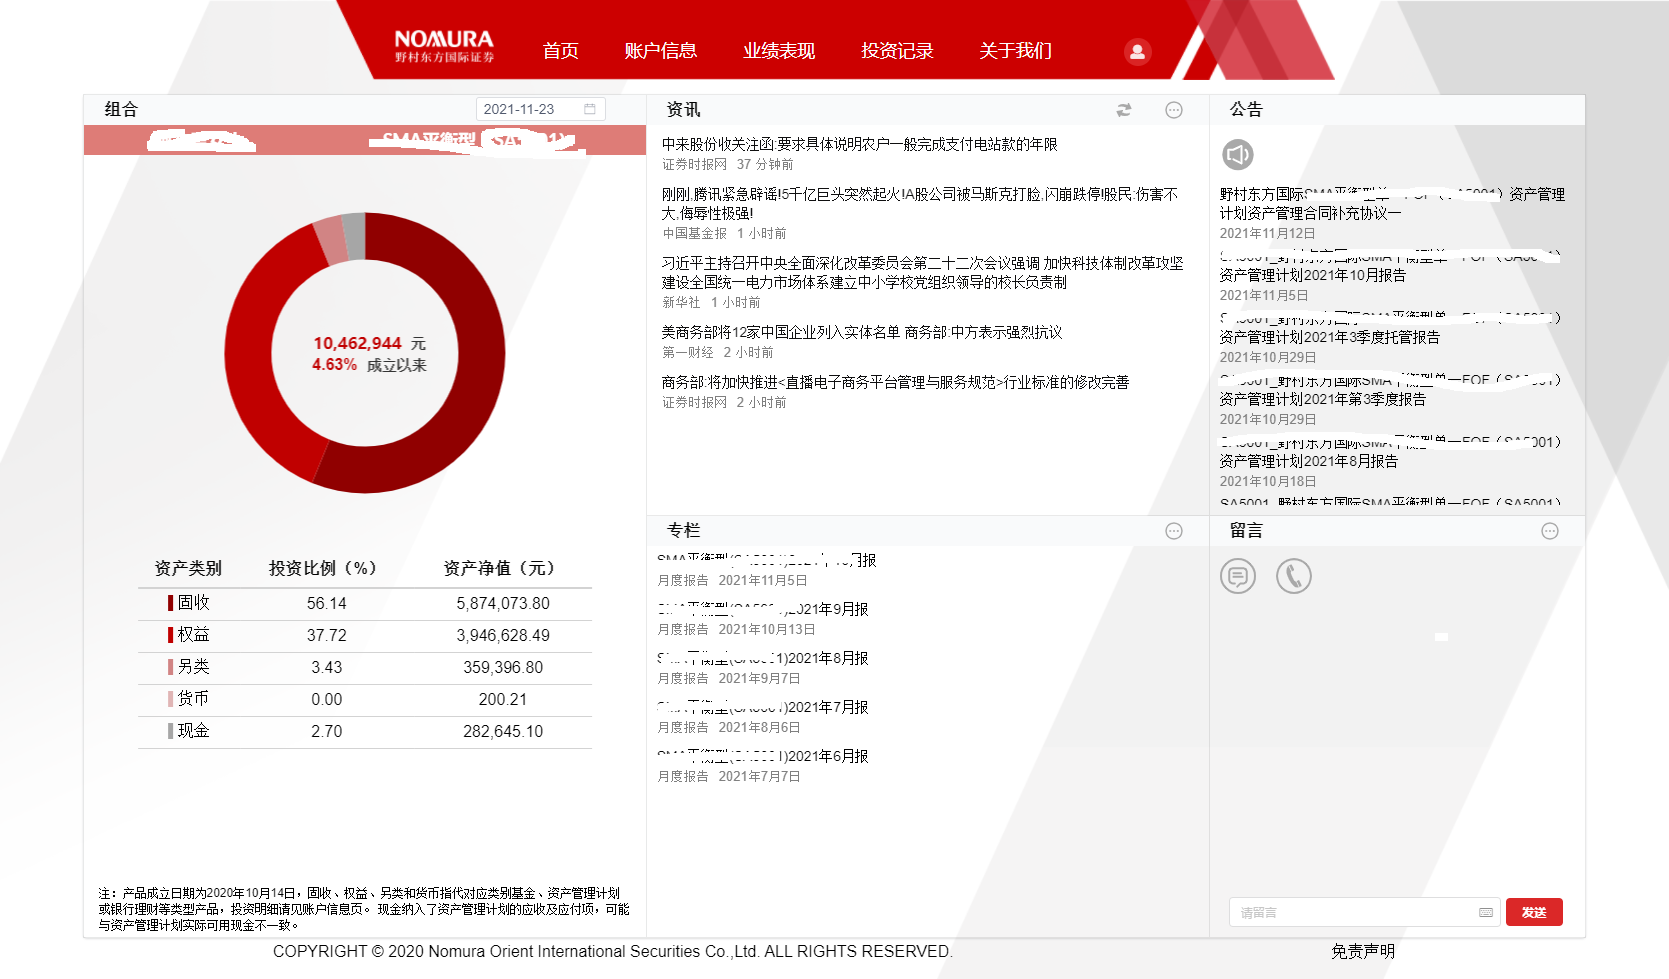 NOMURA
野村东方国际证券
首页 账户信息 业绩表现 投资记录 关于我们
组合
2021-11-23
SMA平衡型
10,462,944 元
4.63% 成立以来
资产类别 投资比例（%） 资产净值（元）
固收 56.14 5,874,073.80
权益 37.72 3,946,628.49
另类 3.43 359,396.80
货币 0.00 200.21
现金 2.70 282,645.10
注：产品成立日期为2020年10月14日，固收、权益、另类和货币指代对应类别基金、资产管理计划
或银行理财等类型产品，投资明细请见账户信息页。 现金纳入了资产管理计划的应收及应付项，可能
与资产管理计划实际可用现金不一致。
资讯
中来股份收关注函:要求具体说明农户一般完成支付电站款的年限
证券时报网 37 分钟前
刚刚,腾讯紧急辟谣!5千亿巨头突然起火!A股公司被马斯克打脸,闪崩跌停!股民:伤害不
大,侮辱性极强!
中国基金报 1 小时前
习近平主持召开中央全面深化改革委员会第二十二次会议强调 加快科技体制改革攻坚
建设全国统一电力市场体系建立中小学校党组织领导的校长负责制
新华社 1 小时前
美商务部将12家中国企业列入实体名单 商务部:中方表示强烈抗议
第一财经 2 小时前
商务部:将加快推进<直播电子商务平台管理与服务规范>行业标准的修改完善
证券时报网 2 小时前
专栏
月报
月度报告 2021年11月5日
2021年9月报
月度报告 2021年10月13日
2021年8月报
月度报告 2021年9月7日
2021年7月报
月度报告 2021年8月6日
2021年6月报
月度报告 2021年7月7日
公告
野村东方国际SMA平衡型单一 资产管理
计划资产管理合同补充协议一
2021年11月12日
资产管理计划2021年10月报告
2021年11月5日
资产管理计划2021年3季度托管报告
2021年10月29日
野村东方国际SMA
资产管理计划2021年第3季度报告
2021年10月29日
野村东方国际SMA
资产管理计划2021年8月报告
2021年10月18日
SA5001_野村东方国际SMA平衡型单一FOF（SA5001）
留言
请留言
发送
COPYRIGHT © 2020 Nomura Orient International Securities Co.,Ltd. ALL RIGHTS RESERVED.
免责声明